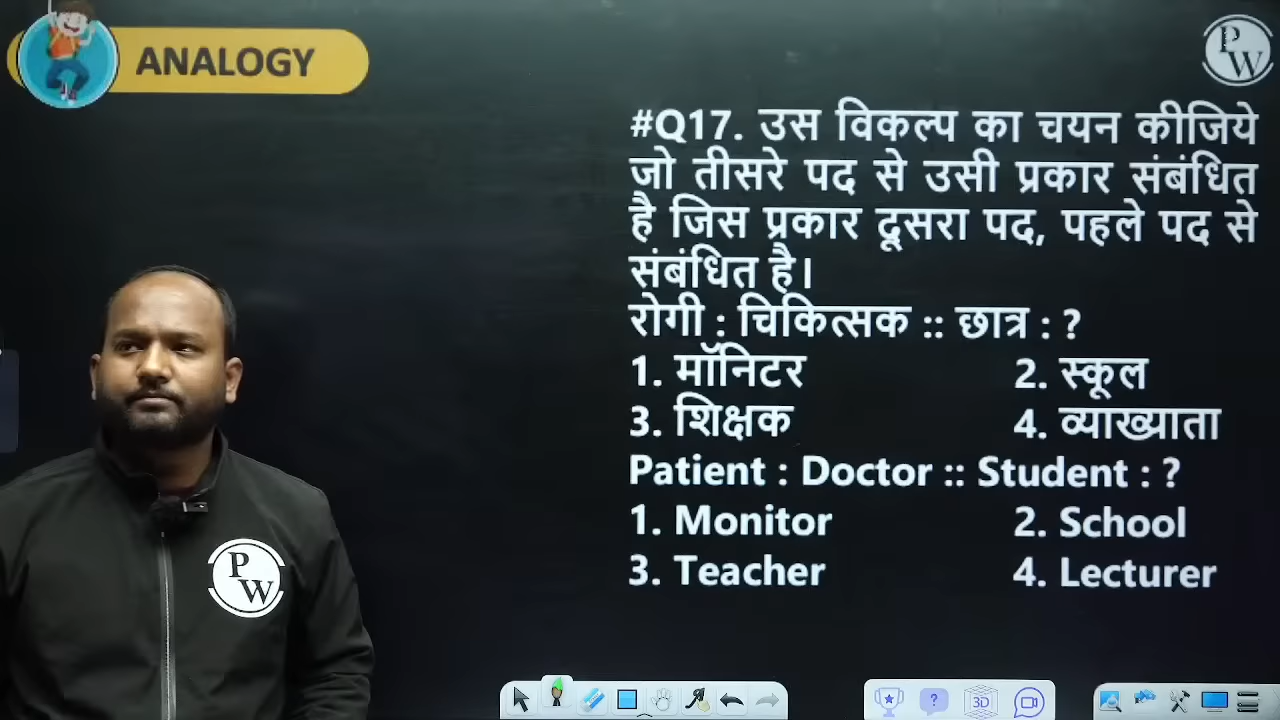 ANALOGY
P
W
#Q17. उस विकल्प का चयन कीजिये
जो तीसरे पद से उसी प्रकार संबंधित
है जिस प्रकार दूसरा पद, पहले पद से
संबंधित है।
रोगी : चिकित्सक :: छात्र : ?
1. मॉनिटर 2. स्कूल
3. शिक्षक 4. व्याख्याता
Patient : Doctor :: Student : ?
1. Monitor 2. School
3. Teacher 4. Lecturer
P
W
?
3D